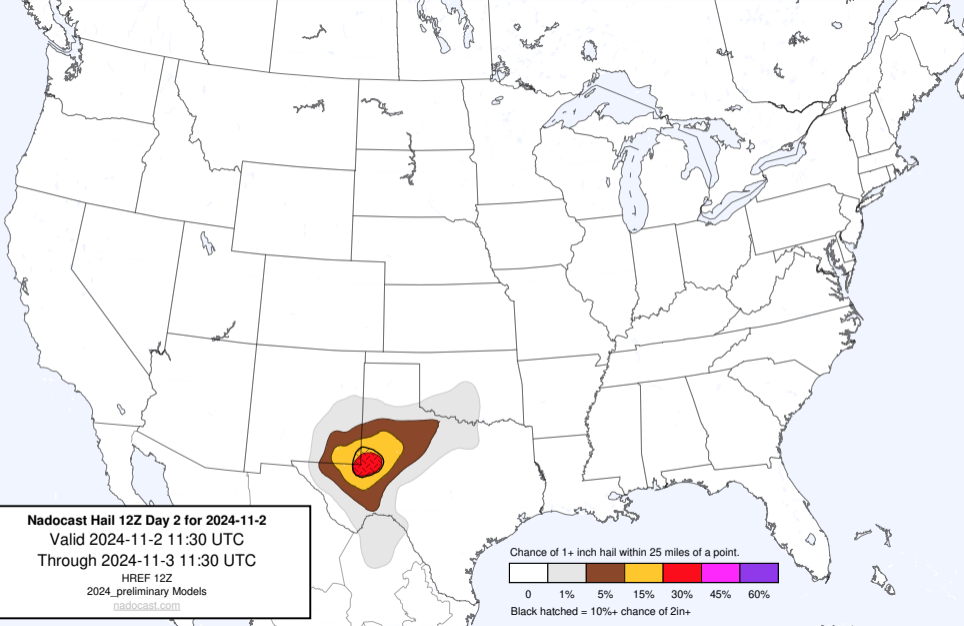 Nadocast Hail 12Z Day 2 for 2024-11-2
Valid 2024-11-2 11:30 UTC
Through 2024-11-3 11:30 UTC
HREF 12Z
2024_preliminary Models
nadocast.com
Chance of 1+ inch hail within 25 miles of a point.
0 1% 5% 15% 30% 45% 60%
Black hatched = 10%+ chance of 2in+